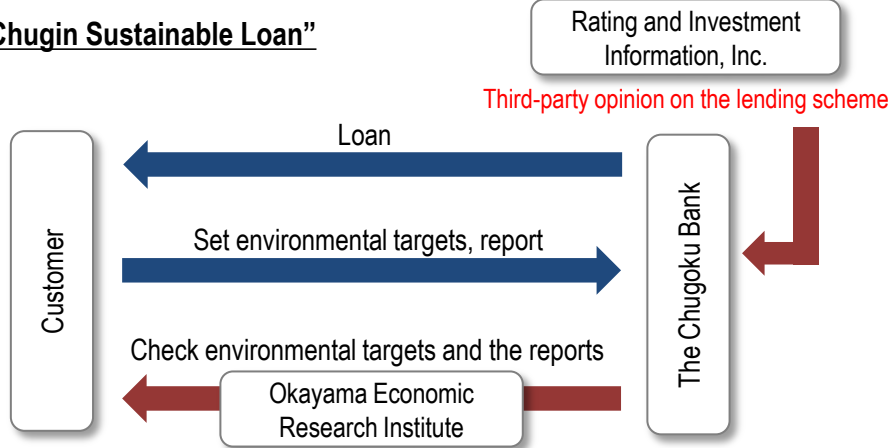 Chugin Sustainable Loan”
Rating and Investment
Information, Inc.
Third-party opinion on the lending scheme
Loan
Customer
The Chugoku Bank
Set environmental targets, report
Check environmental targets and the reports
Okayama Economic
Research Institute